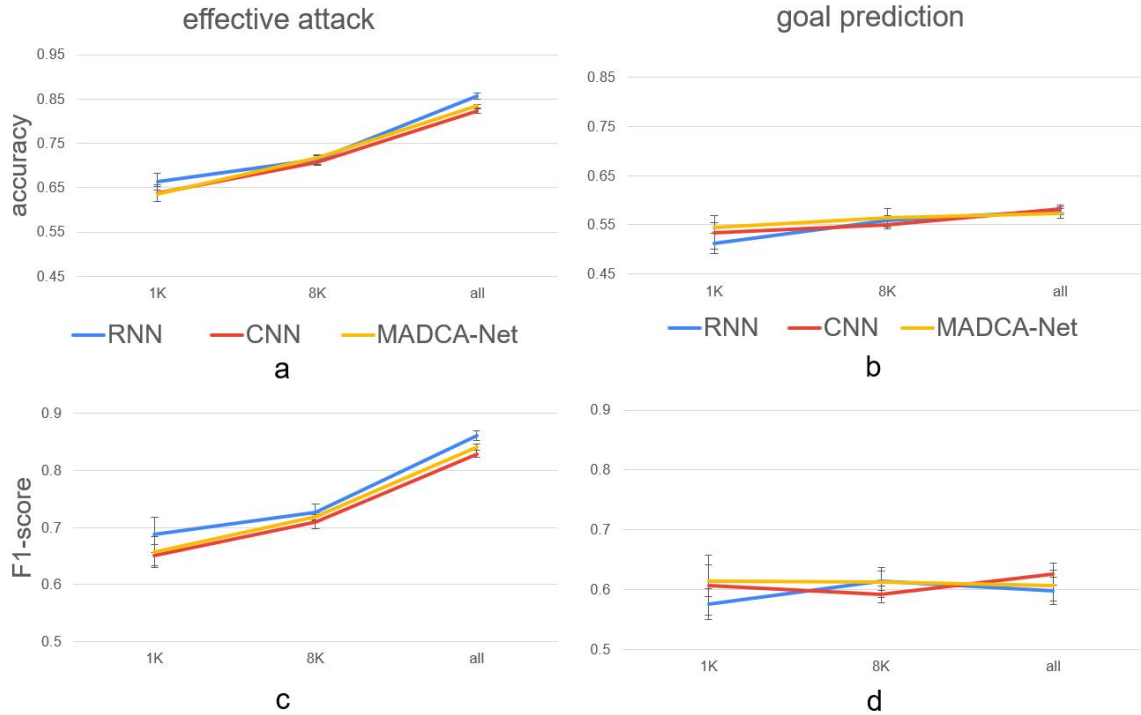 effective attack
goal prediction
accuracy
0.95
0.85
0.75
0.65
0.55
0.45
1K
8K
all
RNN
CNN
MADCA-Net
a
0.85
0.75
0.65
0.55
0.45
1K
8K
all
RNN
CNN
MADCA-Net
b
F1-score
0.9
0.8
0.7
0.6
0.5
1K
8K
all
c
0.9
0.8
0.7
0.6
0.5
1K
8K
all
d